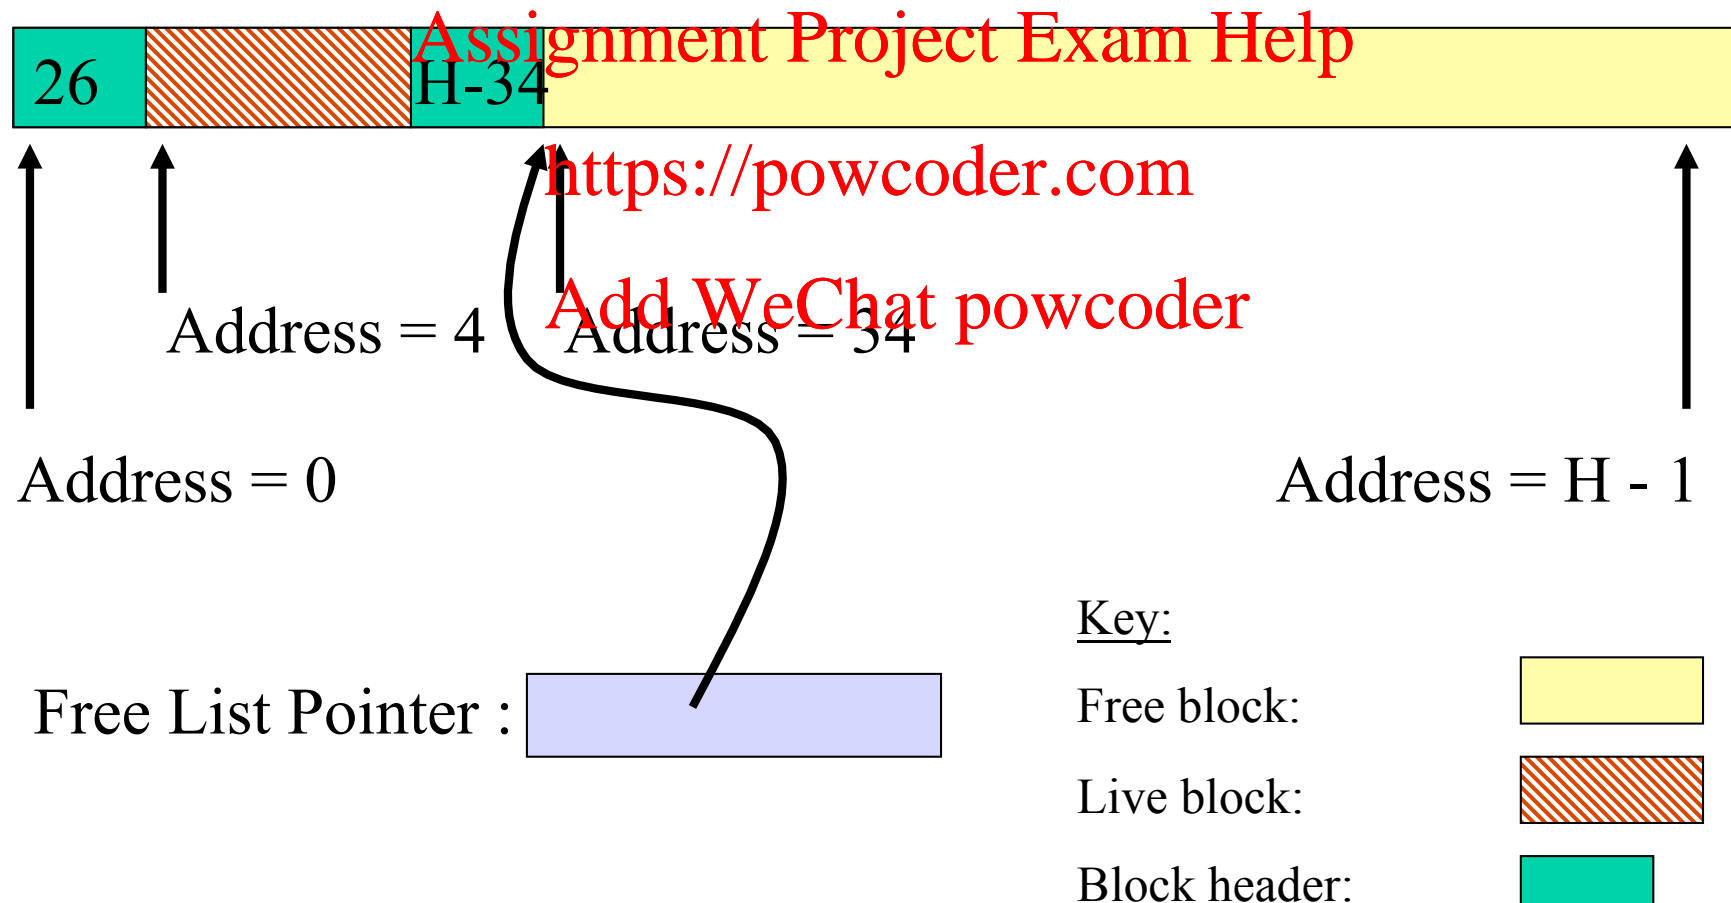 Assignment Project Exam Help
26
H-34
https://powcoder.com
Add WeChat powcoder
Address = 4
Address = 34
Address = 0
Address = H - 1
Key:
Free List Pointer :
Free block:
Live block:
Block header: